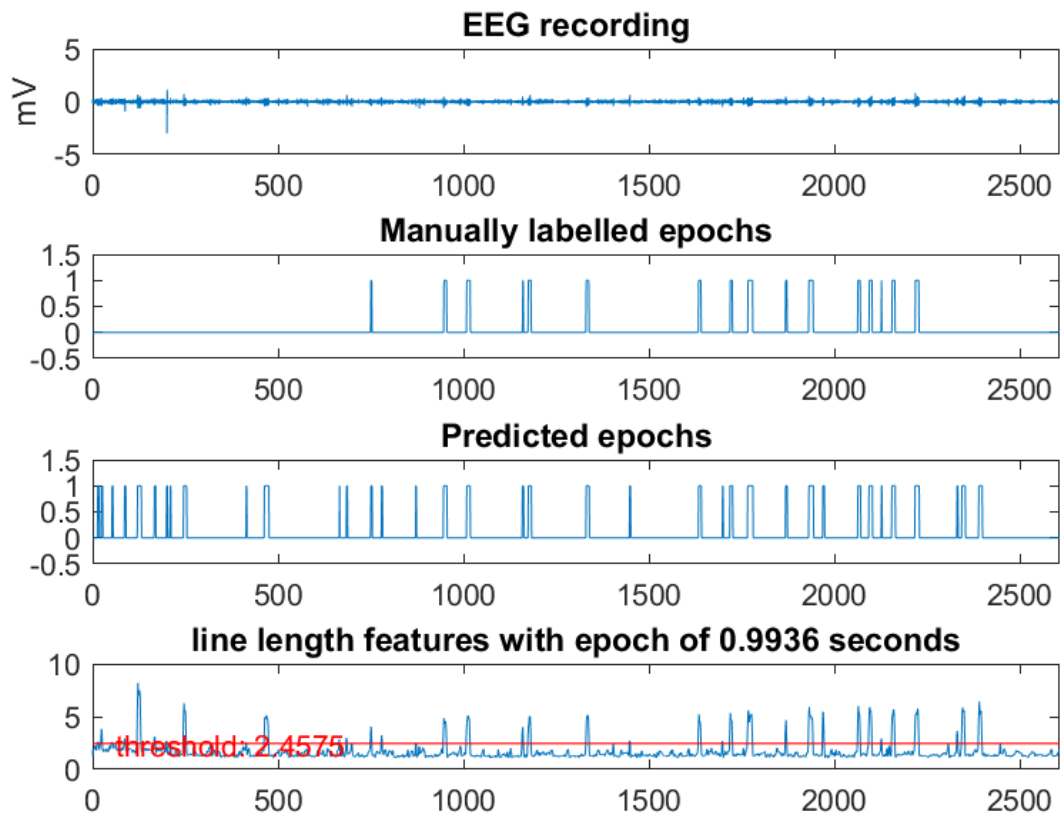 EEG recording
5
0
-5
mV
0 500 1000 1500 2000 2500
Manually labelled epochs
1.5
1
0.5
0
-0.5
0 500 1000 1500 2000 2500
Predicted epochs
1.5
1
0.5
0
-0.5
0 500 1000 1500 2000 2500
line length features with epoch of 0.9936 seconds
10
5
0
threshold: 2.4575
0 500 1000 1500 2000 2500